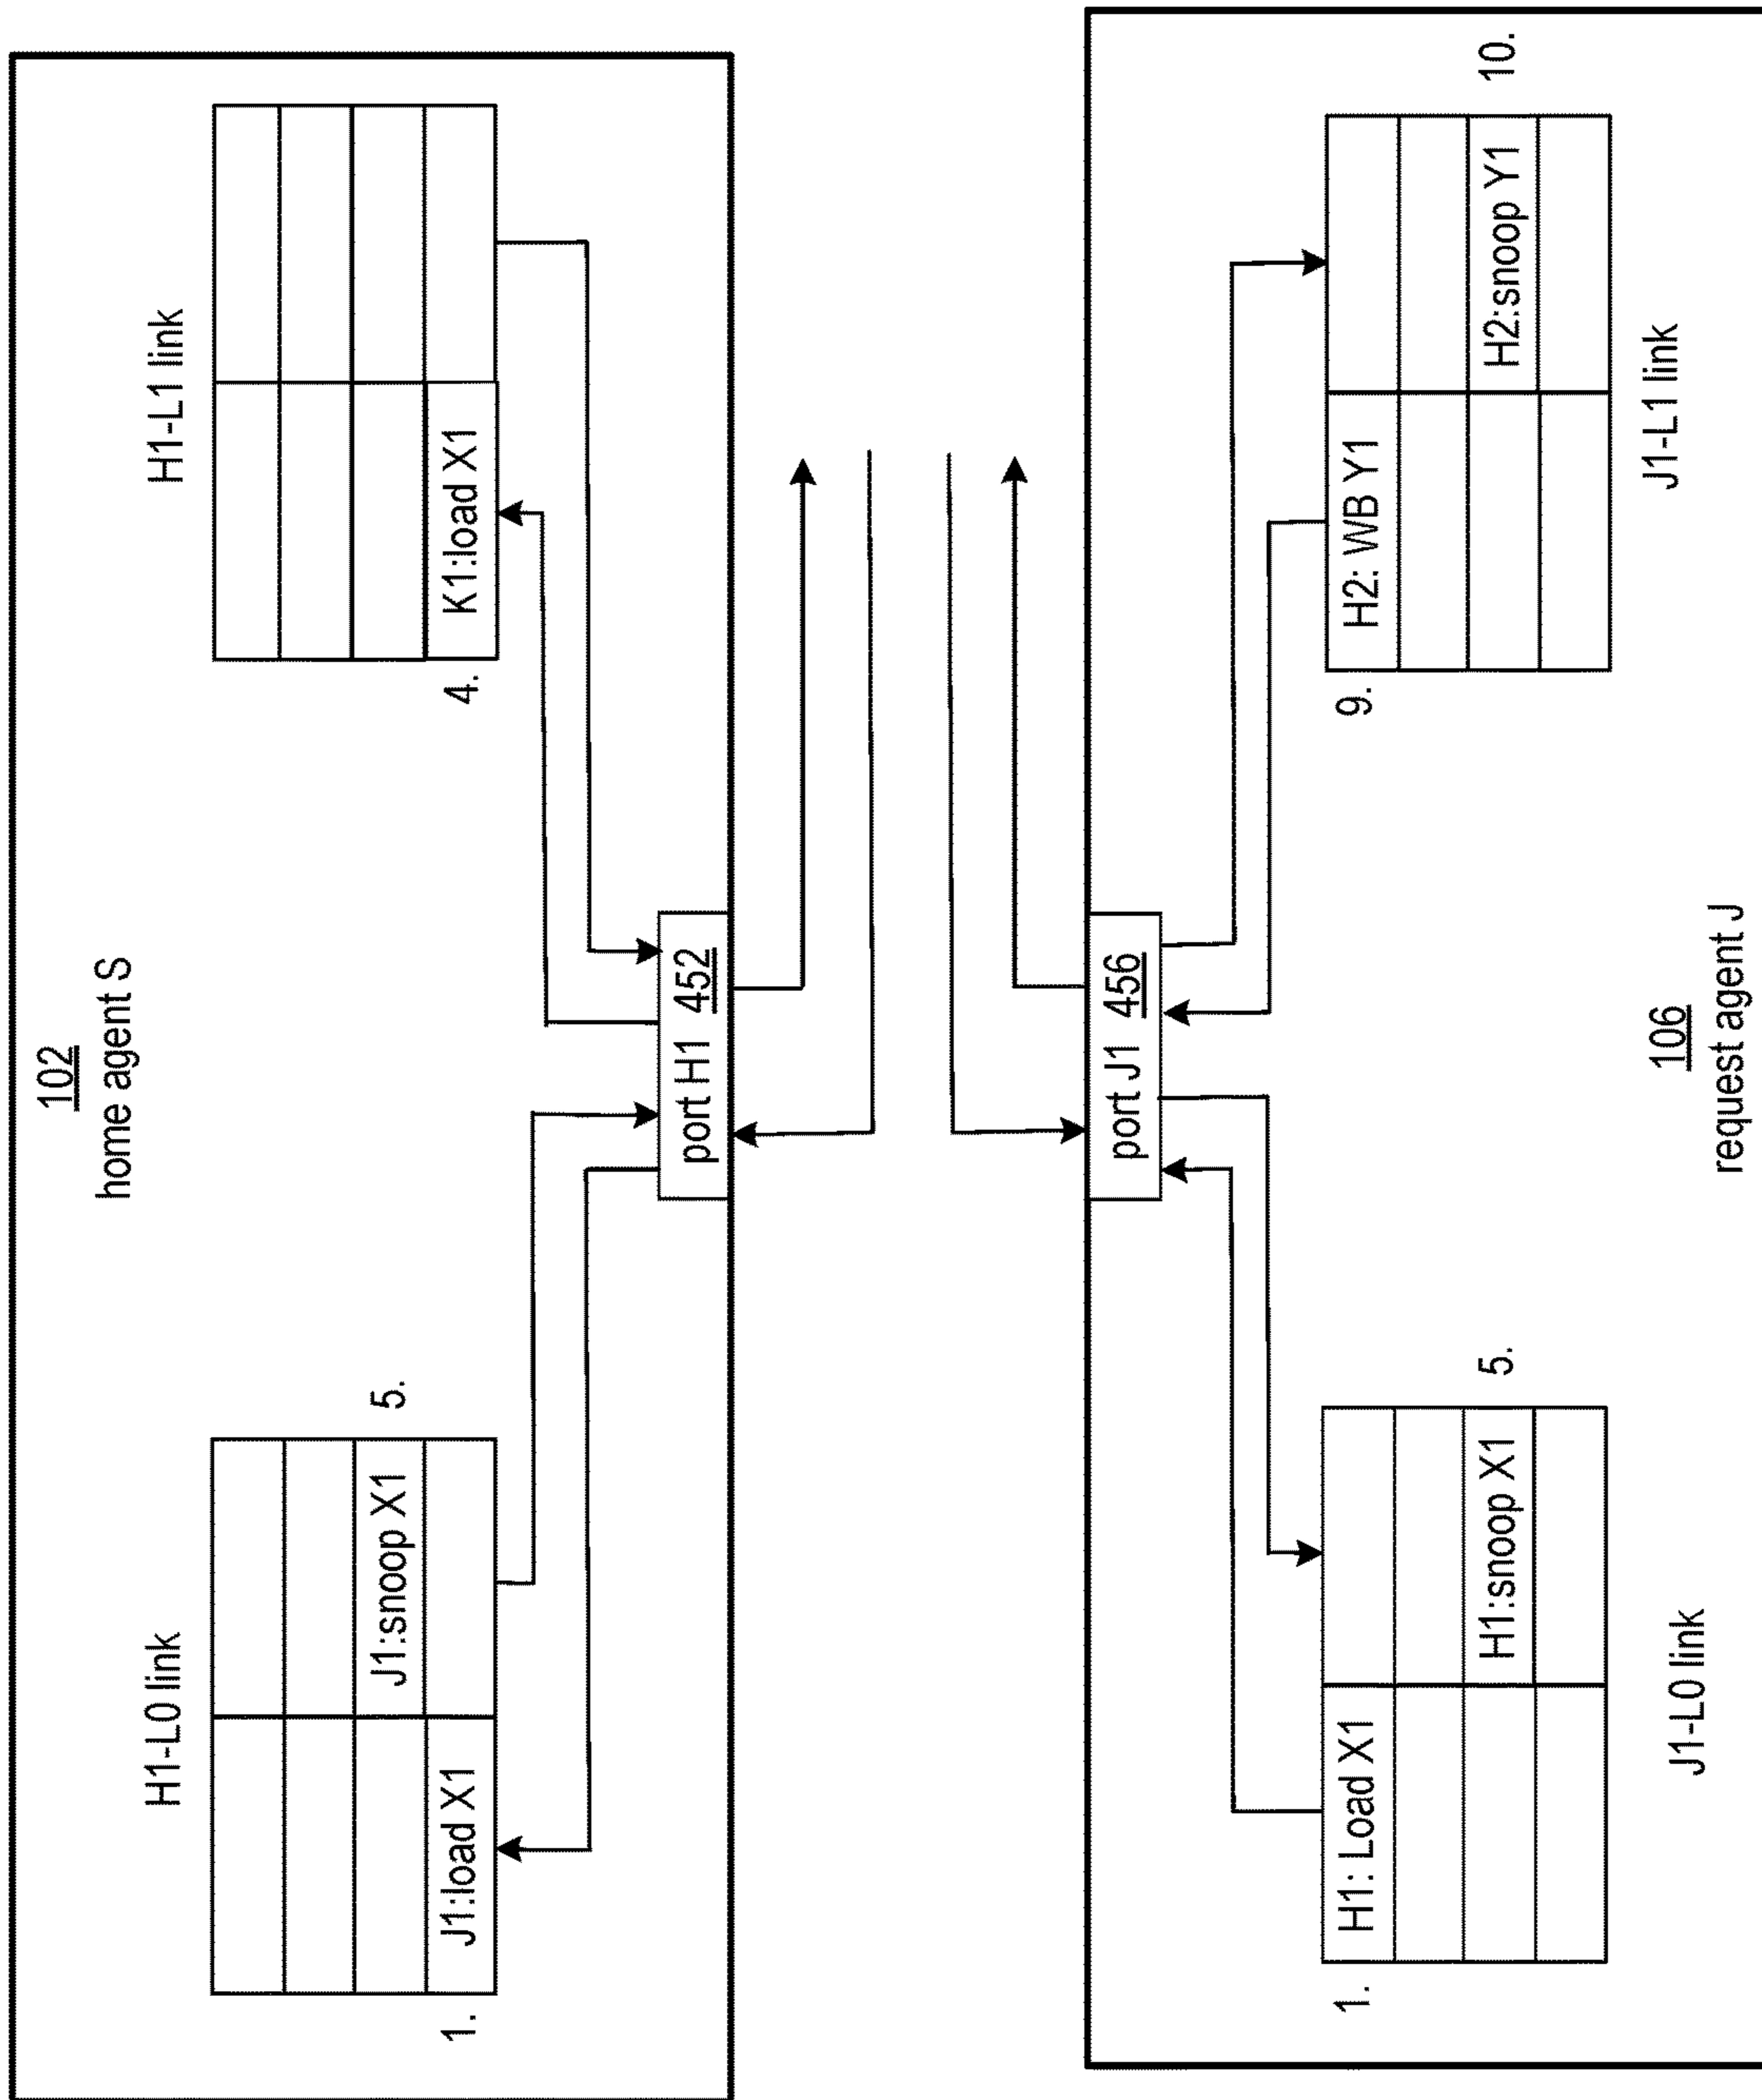 102
home agent S
H1-L0 link
H1-L1 link
J1:snoop X1
5.
1.
J1:load X1
4.
K1:load X1
port H1 452
port J1 456
1.
H1: Load X1
H1:snoop X1
5.
9.
H2: WB Y1
H2:snoop Y1
10.
J1-L0 link
J1-L1 link
106
request agent J